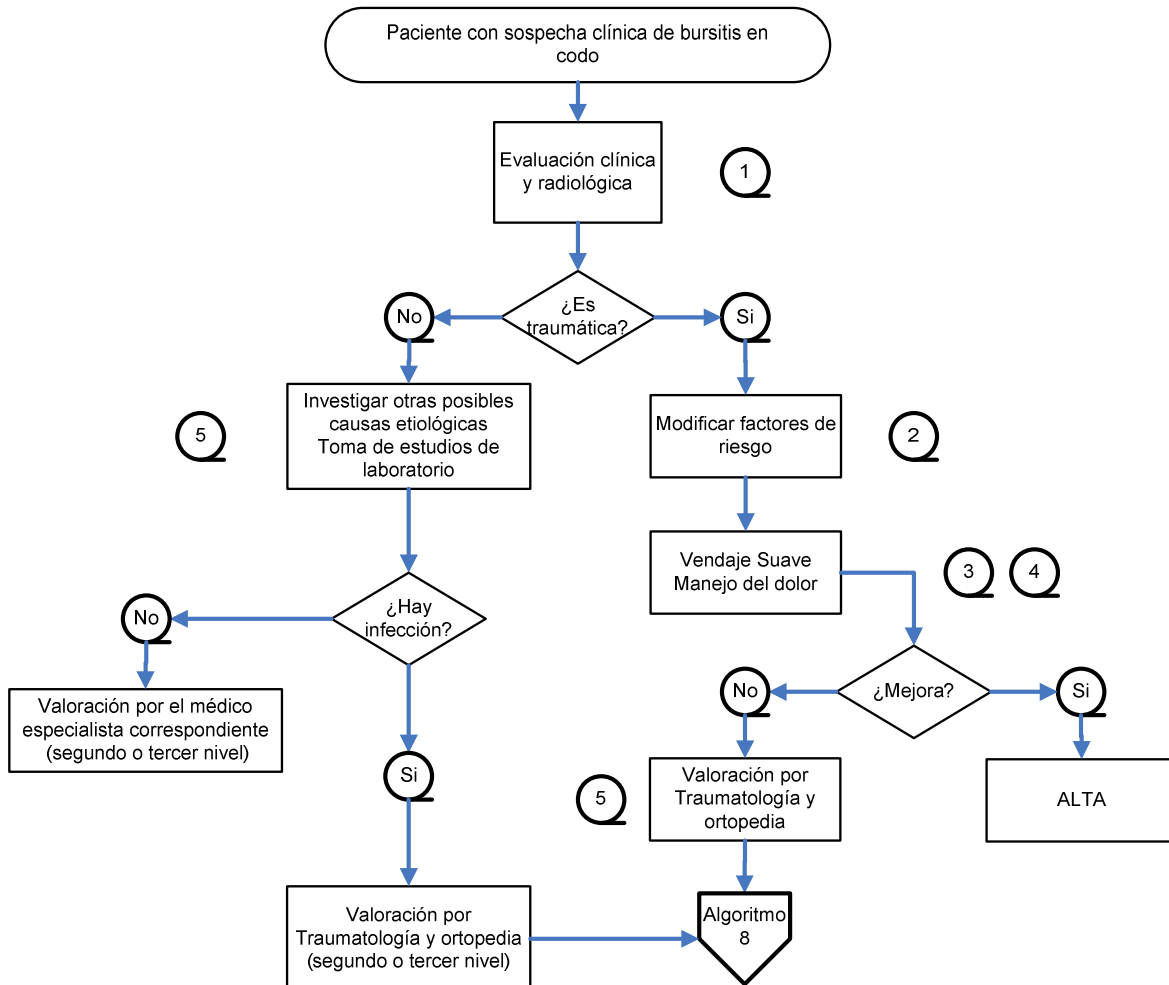 Paciente con sospecha clínica de bursitis en
codo
Evaluación clínica
y radiológica
1
¿Es
traumática?
No
Si
Investigar otras posibles
causas etiológicas
Toma de estudios de
laboratorio
5
Modificar factores de
riesgo
2
Vendaje Suave
Manejo del dolor
3
4
¿Hay
infección?
No
Valoración por el médico
especialista correspondiente
(segundo o tercer nivel)
¿Mejora?
No
Si
Si
5
Valoración por
Traumatología y
ortopedia
ALTA
Valoración por
Traumatología y ortopedia
(segundo o tercer nivel)
Algoritmo
8